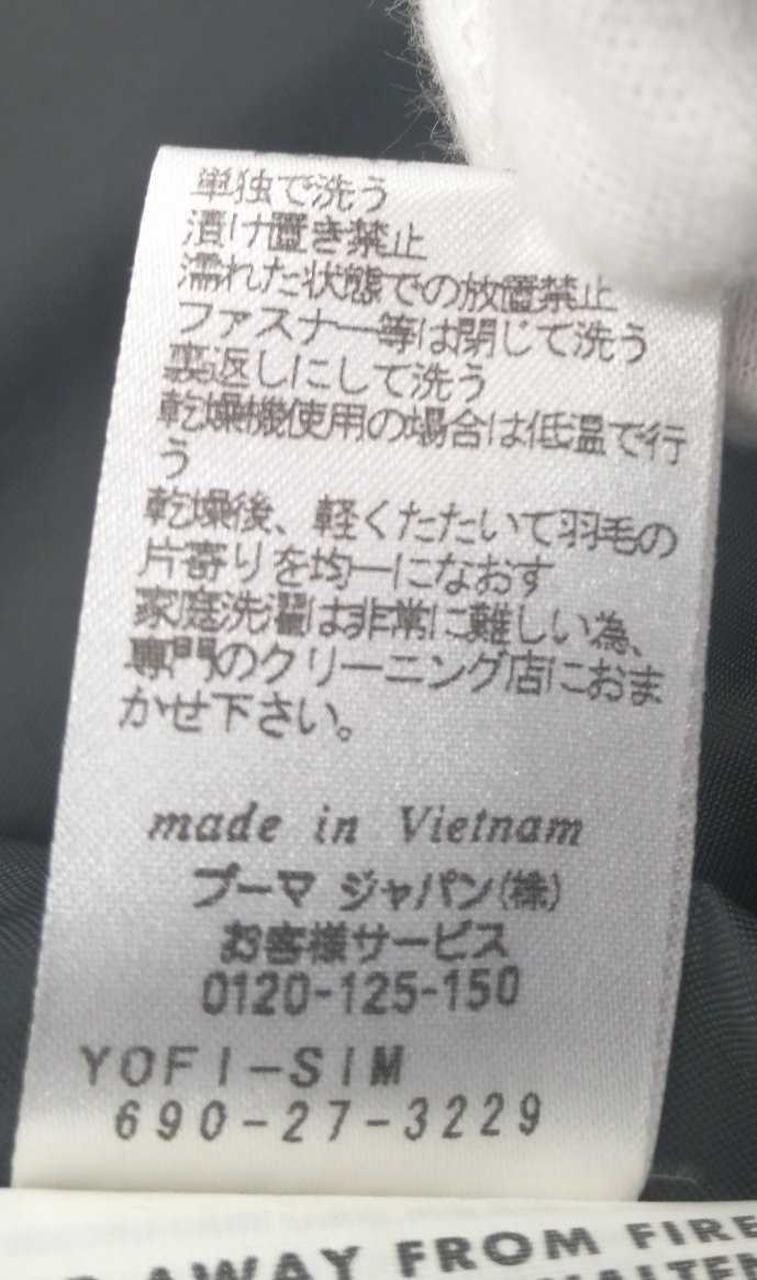 単独で洗う
漬け置き禁止
濡れた状態での放置禁止
ファスナー等は閉じて洗う
裏返しにして洗う
乾燥機使用の場合は低温で行
う
乾燥後、軽くたたいて羽毛の
片寄りを均一になおす
家庭洗濯は非常に難しい為、
専門のクリーニング店におま
かせ下さい。
made in Vietnam
プーマ ジャパン(株)
お客様サービス
0120-125-150
YOFI-SIM
690-27-3229
AWAY FROM FIRE